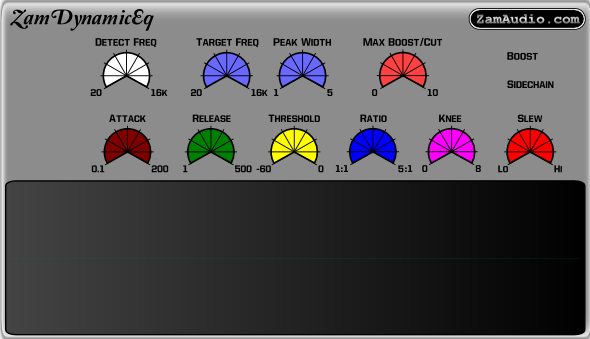 ZamDynamicEq ZamAudio.com
DETECT FREQ TARGET FREQ PEAK WIDTH MAX BOOST/CUT
BOOST
SIDECHAIN
20 16K 20 16K 1 5 0 10
ATTACK RELEASE THRESHOLD RATIO KNEE SLEW
0.1 200 1 500 -60 0 1:1 5:1 0 8 LO HI